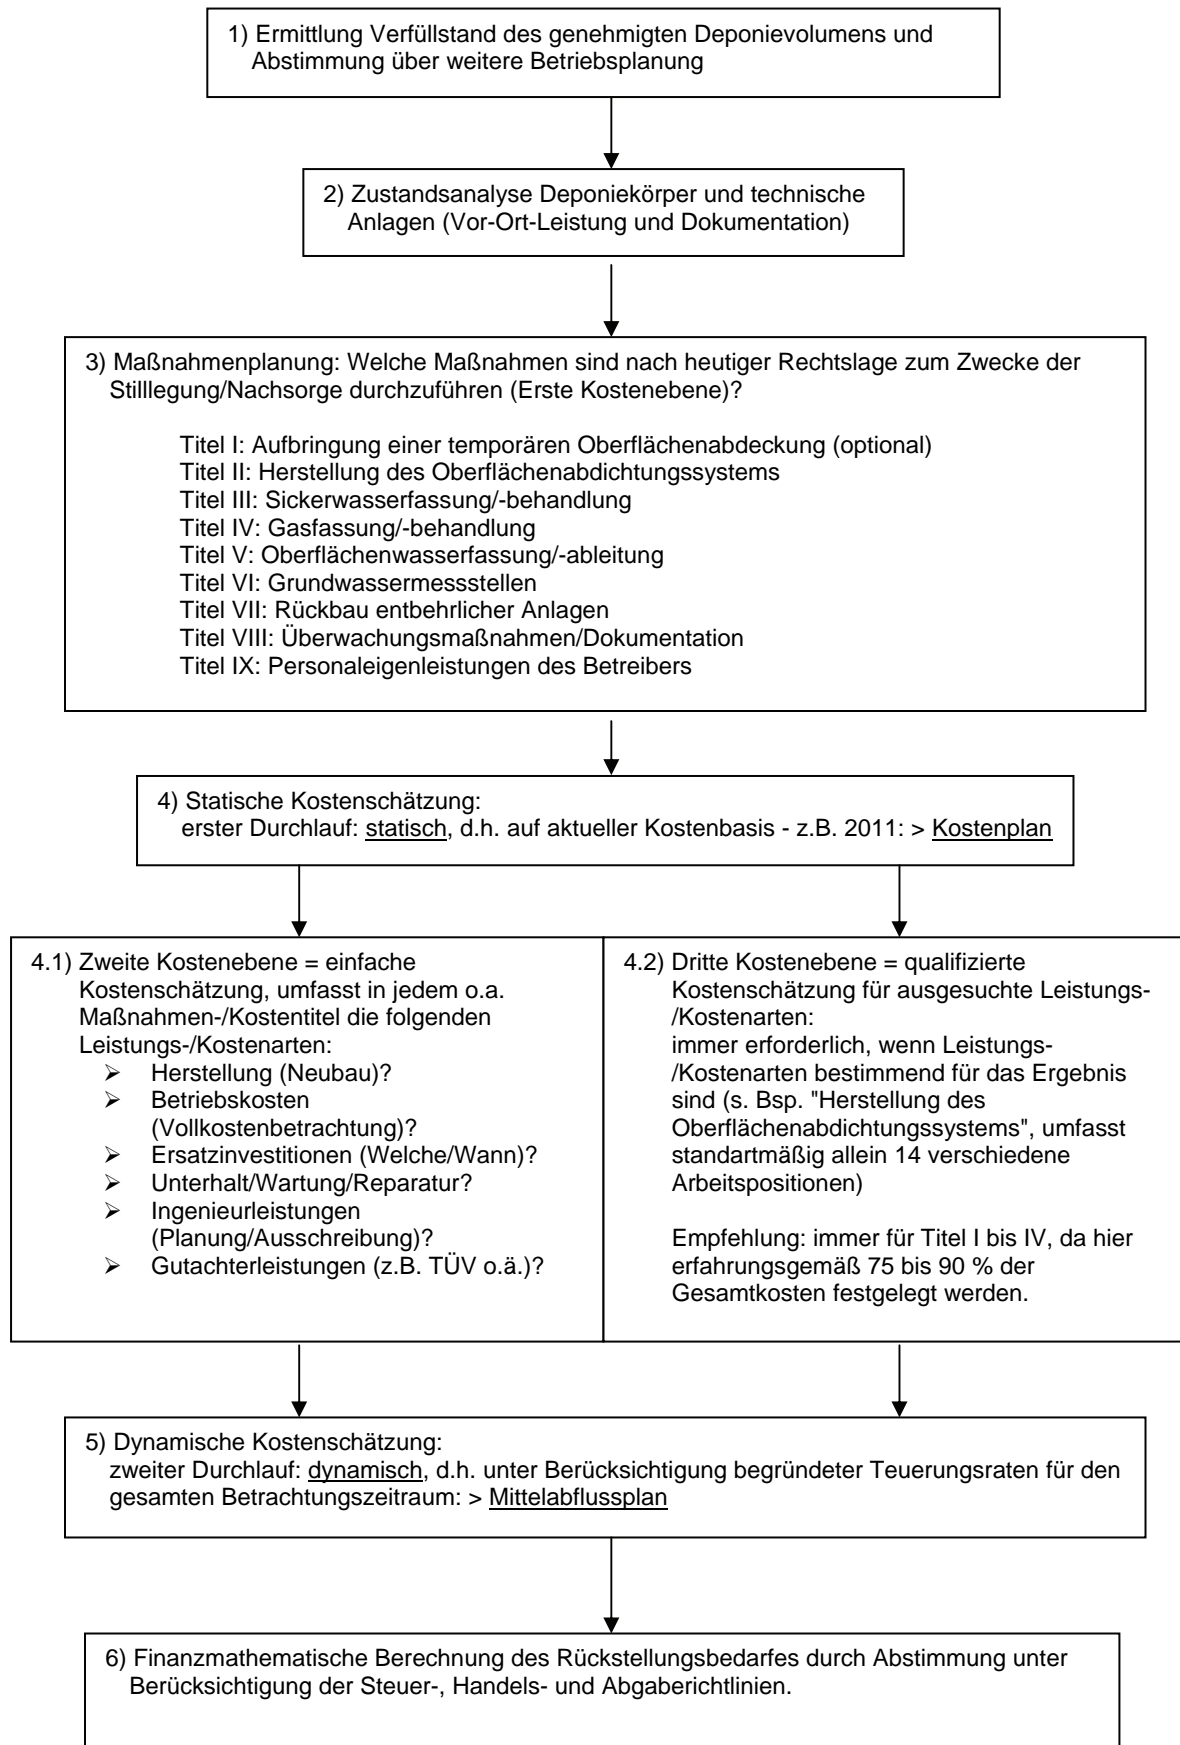 1) Ermittlung Verfüllstand des genehmigten Deponievolumens und
Abstimmung über weitere Betriebsplanung
2) Zustandsanalyse Deponiekörper und technische
Anlagen (Vor-Ort-Leistung und Dokumentation)
3) Maßnahmenplanung: Welche Maßnahmen sind nach heutiger Rechtslage zum Zwecke der
Stilllegung/Nachsorge durchzuführen (Erste Kostenebene)?
Titel I: Aufbringung einer temporären Oberflächenabdeckung (optional)
Titel II: Herstellung des Oberflächenabdichtungssystems
Titel III: Sickerwasserfassung/-behandlung
Titel IV: Gasfassung/-behandlung
Titel V: Oberflächenwasserfassung/-ableitung
Titel VI: Grundwassermessstellen
Titel VII: Rückbau entbehrlicher Anlagen
Titel VIII: Überwachungsmaßnahmen/Dokumentation
Titel IX: Personaleigenleistungen des Betreibers
4) Statische Kostenschätzung:
erster Durchlauf: statisch, d.h. auf aktueller Kostenbasis - z.B. 2011: > Kostenplan
4.1) Zweite Kostenebene = einfache
Kostenschätzung, umfasst in jedem o.a.
Maßnahmen-/Kostentitel die folgenden
Leistungs-/Kostenarten:
➢ Herstellung (Neubau)?
➢ Betriebskosten
(Vollkostenbetrachtung)?
➢ Ersatzinvestitionen (Welche/Wann)?
➢ Unterhalt/Wartung/Reparatur?
➢ Ingenieurleistungen
(Planung/Ausschreibung)?
➢ Gutachterleistungen (z.B. TÜV o.ä.)?
4.2) Dritte Kostenebene = qualifizierte
Kostenschätzung für ausgesuchte Leistungs-
/Kostenarten:
immer erforderlich, wenn Leistungs-
/Kostenarten bestimmend für das Ergebnis
sind (s. Bsp. "Herstellung des
Oberflächenabdichtungssystems", umfasst
standartmäßig allein 14 verschiedene
Arbeitspositionen)
Empfehlung: immer für Titel I bis IV, da hier
erfahrungsgemäß 75 bis 90 % der
Gesamtkosten festgelegt werden.
5) Dynamische Kostenschätzung:
zweiter Durchlauf: dynamisch, d.h. unter Berücksichtigung begründeter Teuerungsraten für den
gesamten Betrachtungszeitraum: > Mittelabflussplan
6) Finanzmathematische Berechnung des Rückstellungsbedarfes durch Abstimmung unter
Berücksichtigung der Steuer-, Handels- und Abgaberichtlinien.